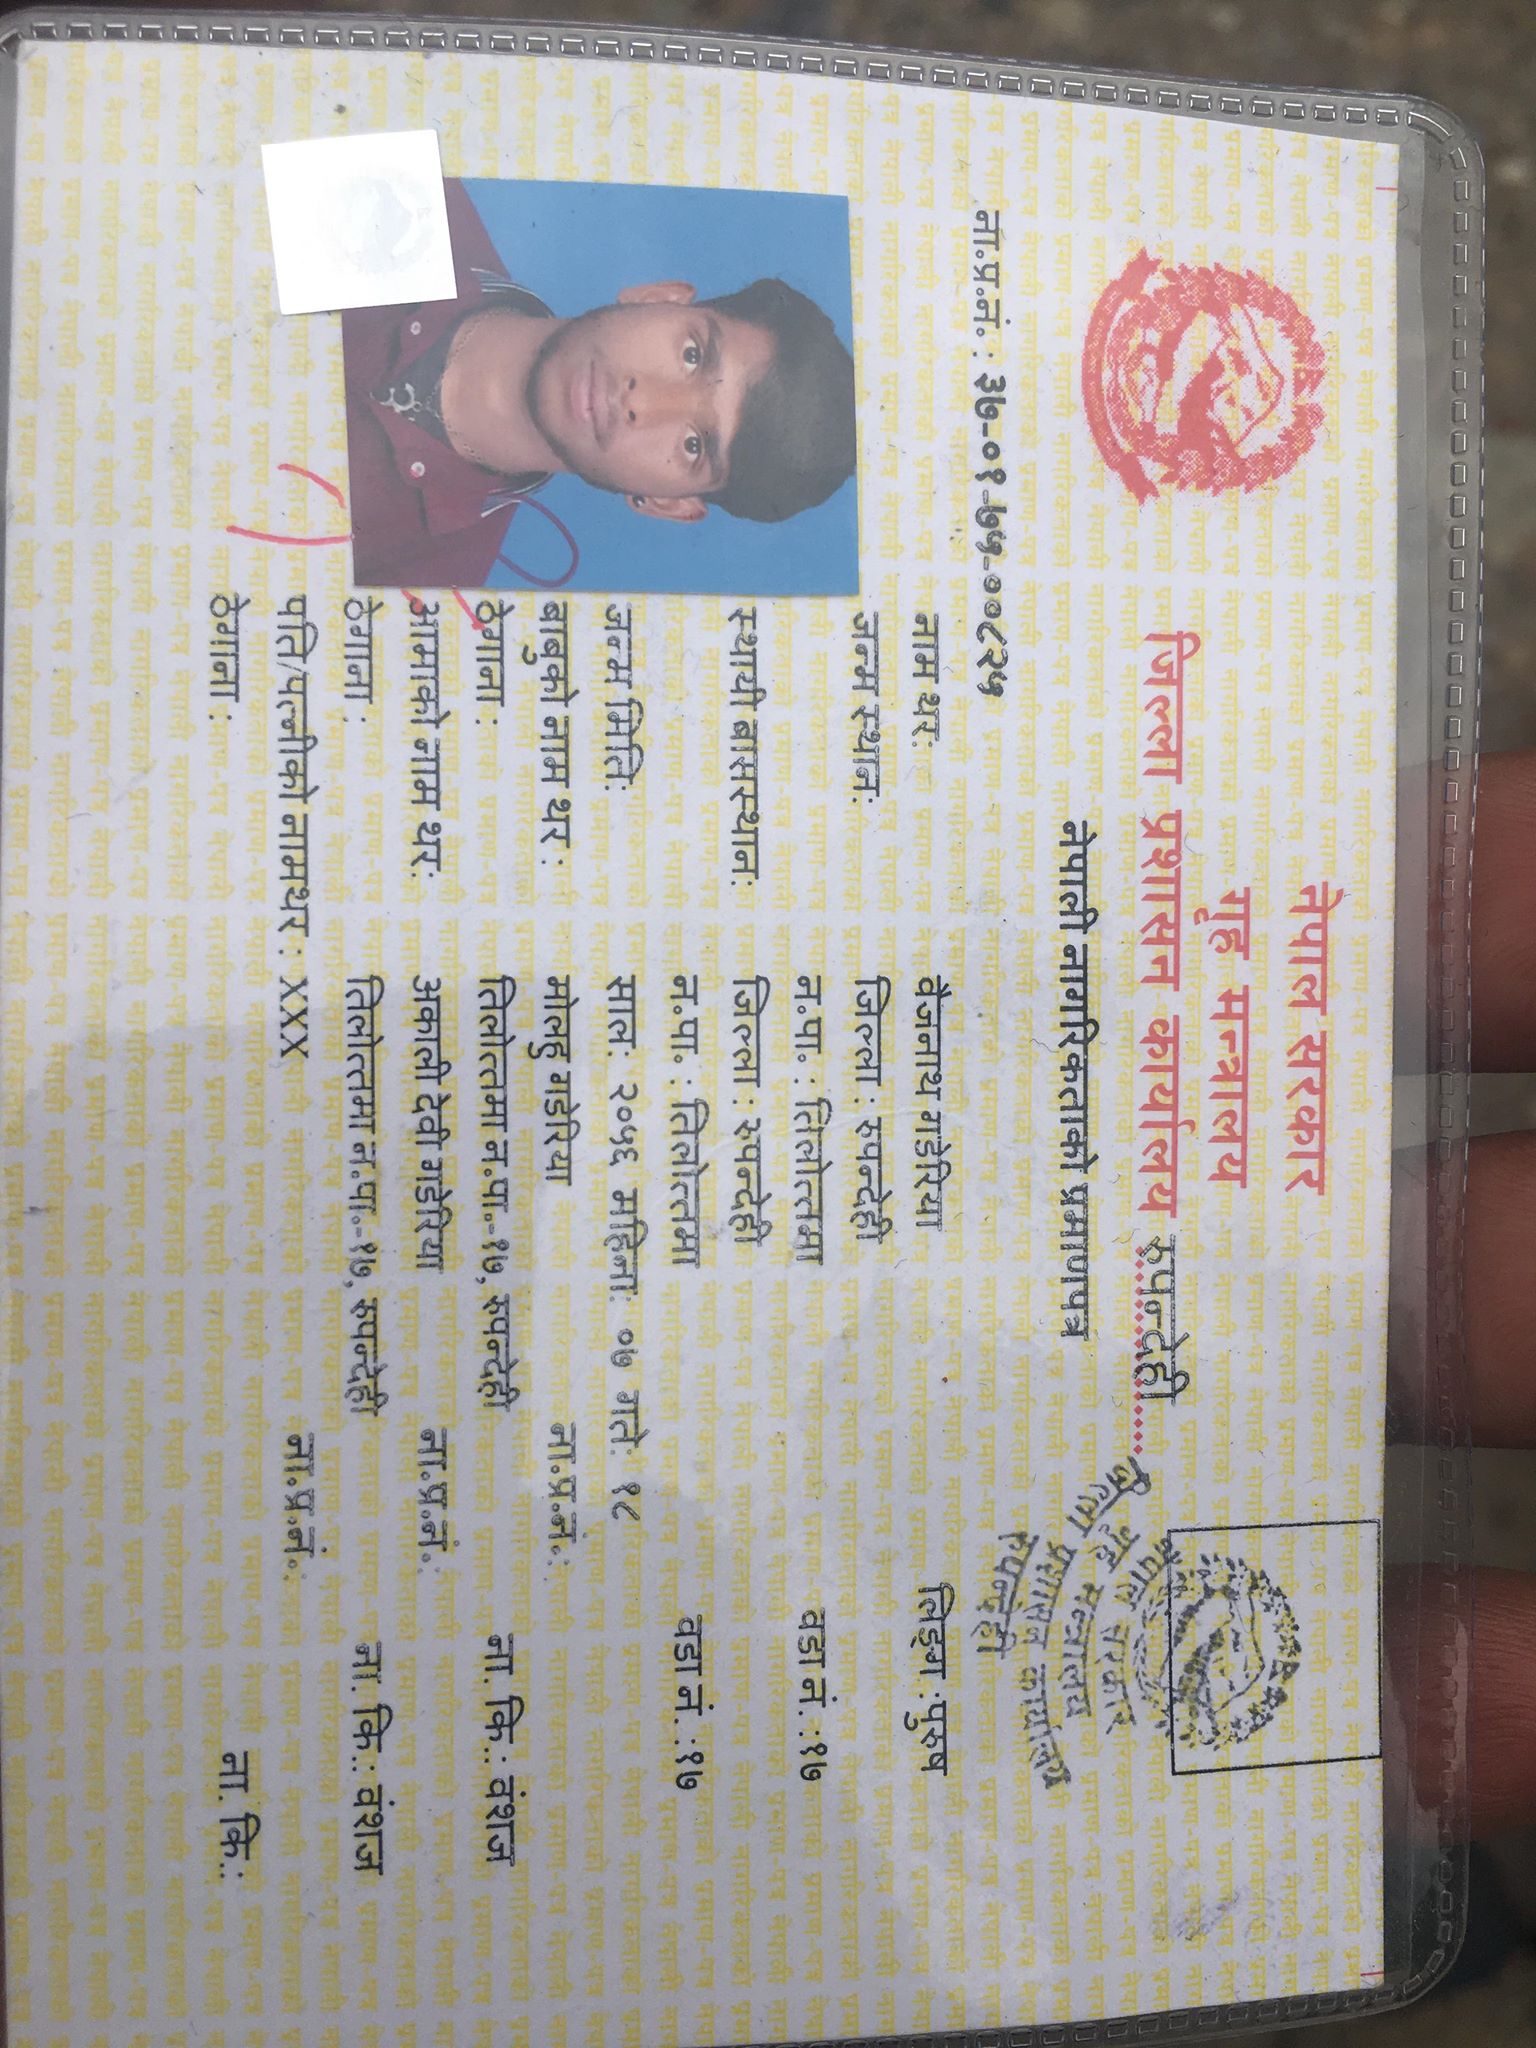 नेपाल सरकार
गृह मन्त्रालय
जिल्ला प्रशासन कार्यालय रुपन्देही
नेपाली नागरिकताको प्रमाणपत्र
नेपाल सरकार
गृह मन्त्रालय
जिल्ला प्रशासन कार्यालय
रुपन्देही
ना.प्र.नं. : ३७-०१-७५-००८२५
नाम थर: वेजनाथ गडेरिया लिङ्ग :पुरुष
जन्म स्थान: जिल्ला : रुपन्देही
न.पा. : तिलोत्तमा वडा नं. :१७
स्थायी बासस्थान: जिल्ला : रुपन्देही
न.पा. : तिलोत्तमा वडा नं. :१७
जन्म मिति: साल: २०५६ महिना: ०७ गते: १८
बाबुको नाम थर : मोलहु गडेरिया ना.प्र.नं.:
ठेगाना : तिलोत्तमा न.पा.-१७, रुपन्देही ना. कि.: वंशज
आमाको नाम थर: अकाली देवी गडेरिया ना.प्र.नं.:
ठेगाना : तिलोत्तमा न.पा.-१७, रुपन्देही ना. कि.: वंशज
पति/पत्नीको नामथर : XXX ना.प्र.नं.:
ठेगाना : ना. कि.: